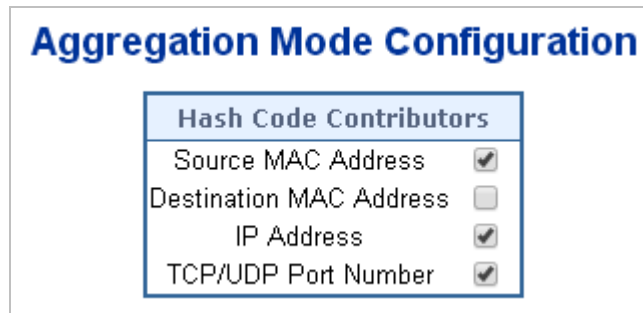 Aggregation Mode Configuration
Hash Code Contributors
Source MAC Address
Destination MAC Address
IP Address
TCP/UDP Port Number